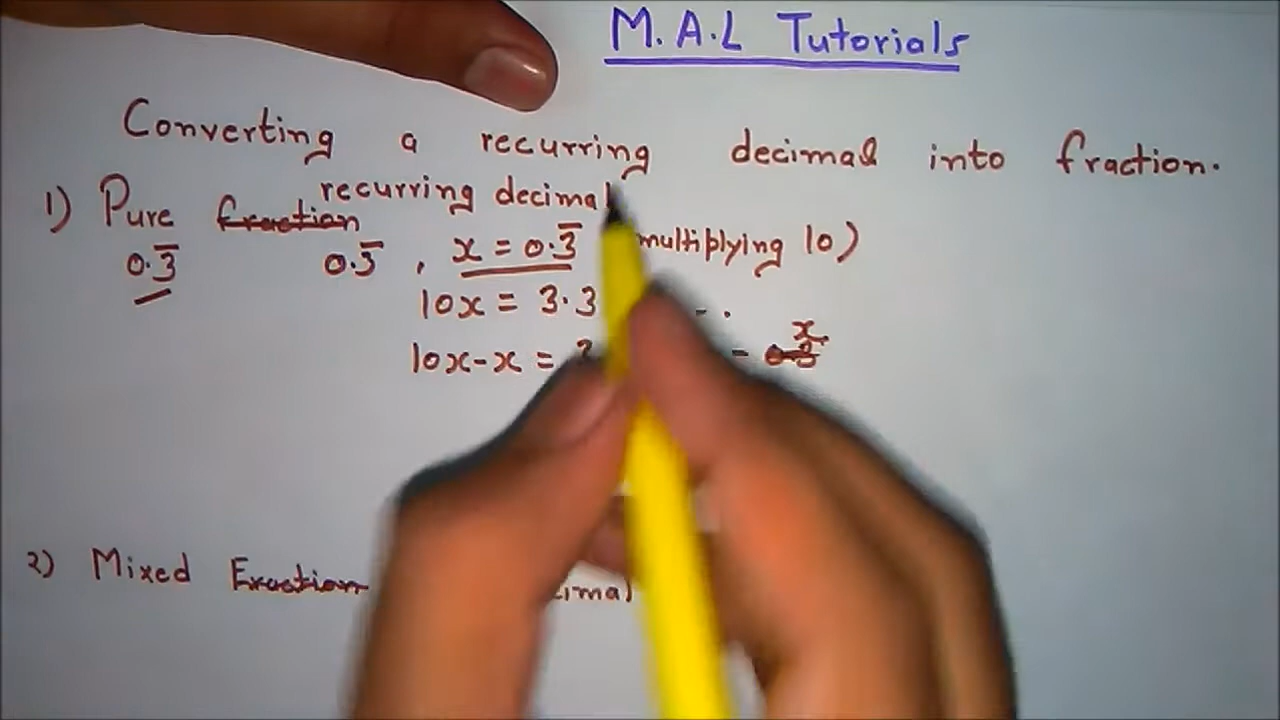 M.A.L Tutorials
Converting a recurring decimal into fraction.
1) Pure fraction recurring decimal
0.3̅ 0.3̅ , x = 0.3̅ multiplying 10)
10x = 3.3 - .
10x-x = - x
2) Mixed Fraction